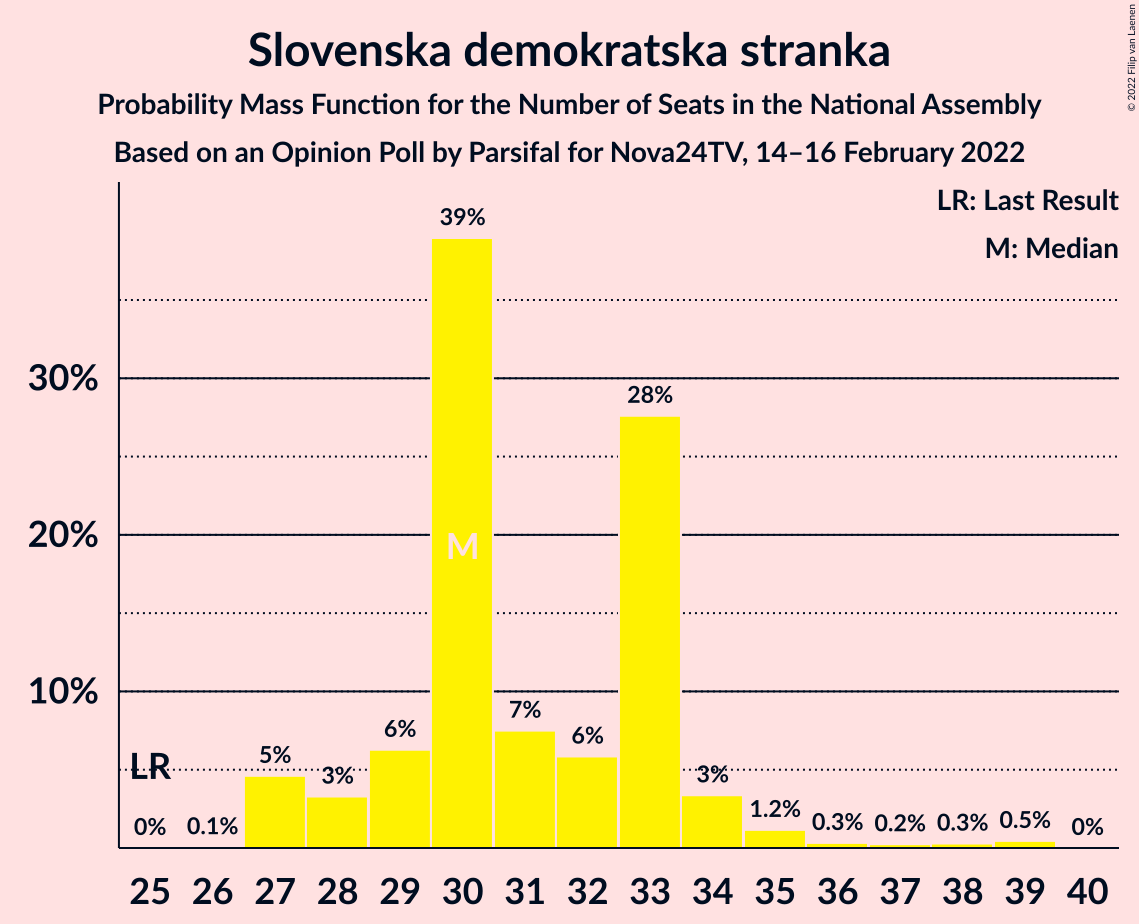 Slovenska demokratska stranka
Probability Mass Function for the Number of Seats in the National Assembly
Based on an Opinion Poll by Parsifal for Nova24TV, 14–16 February 2022
© 2022 Filip van Laenen
LR: Last Result
M: Median
39%
30%
28%
20%
M
10%
7%
6%
6%
LR
5%
3%
3%
0%
0.1%
1.2%
0.3%
0.2%
0.3%
0.5%
0%
25 26 27 28 29 30 31 32 33 34 35 36 37 38 39 40